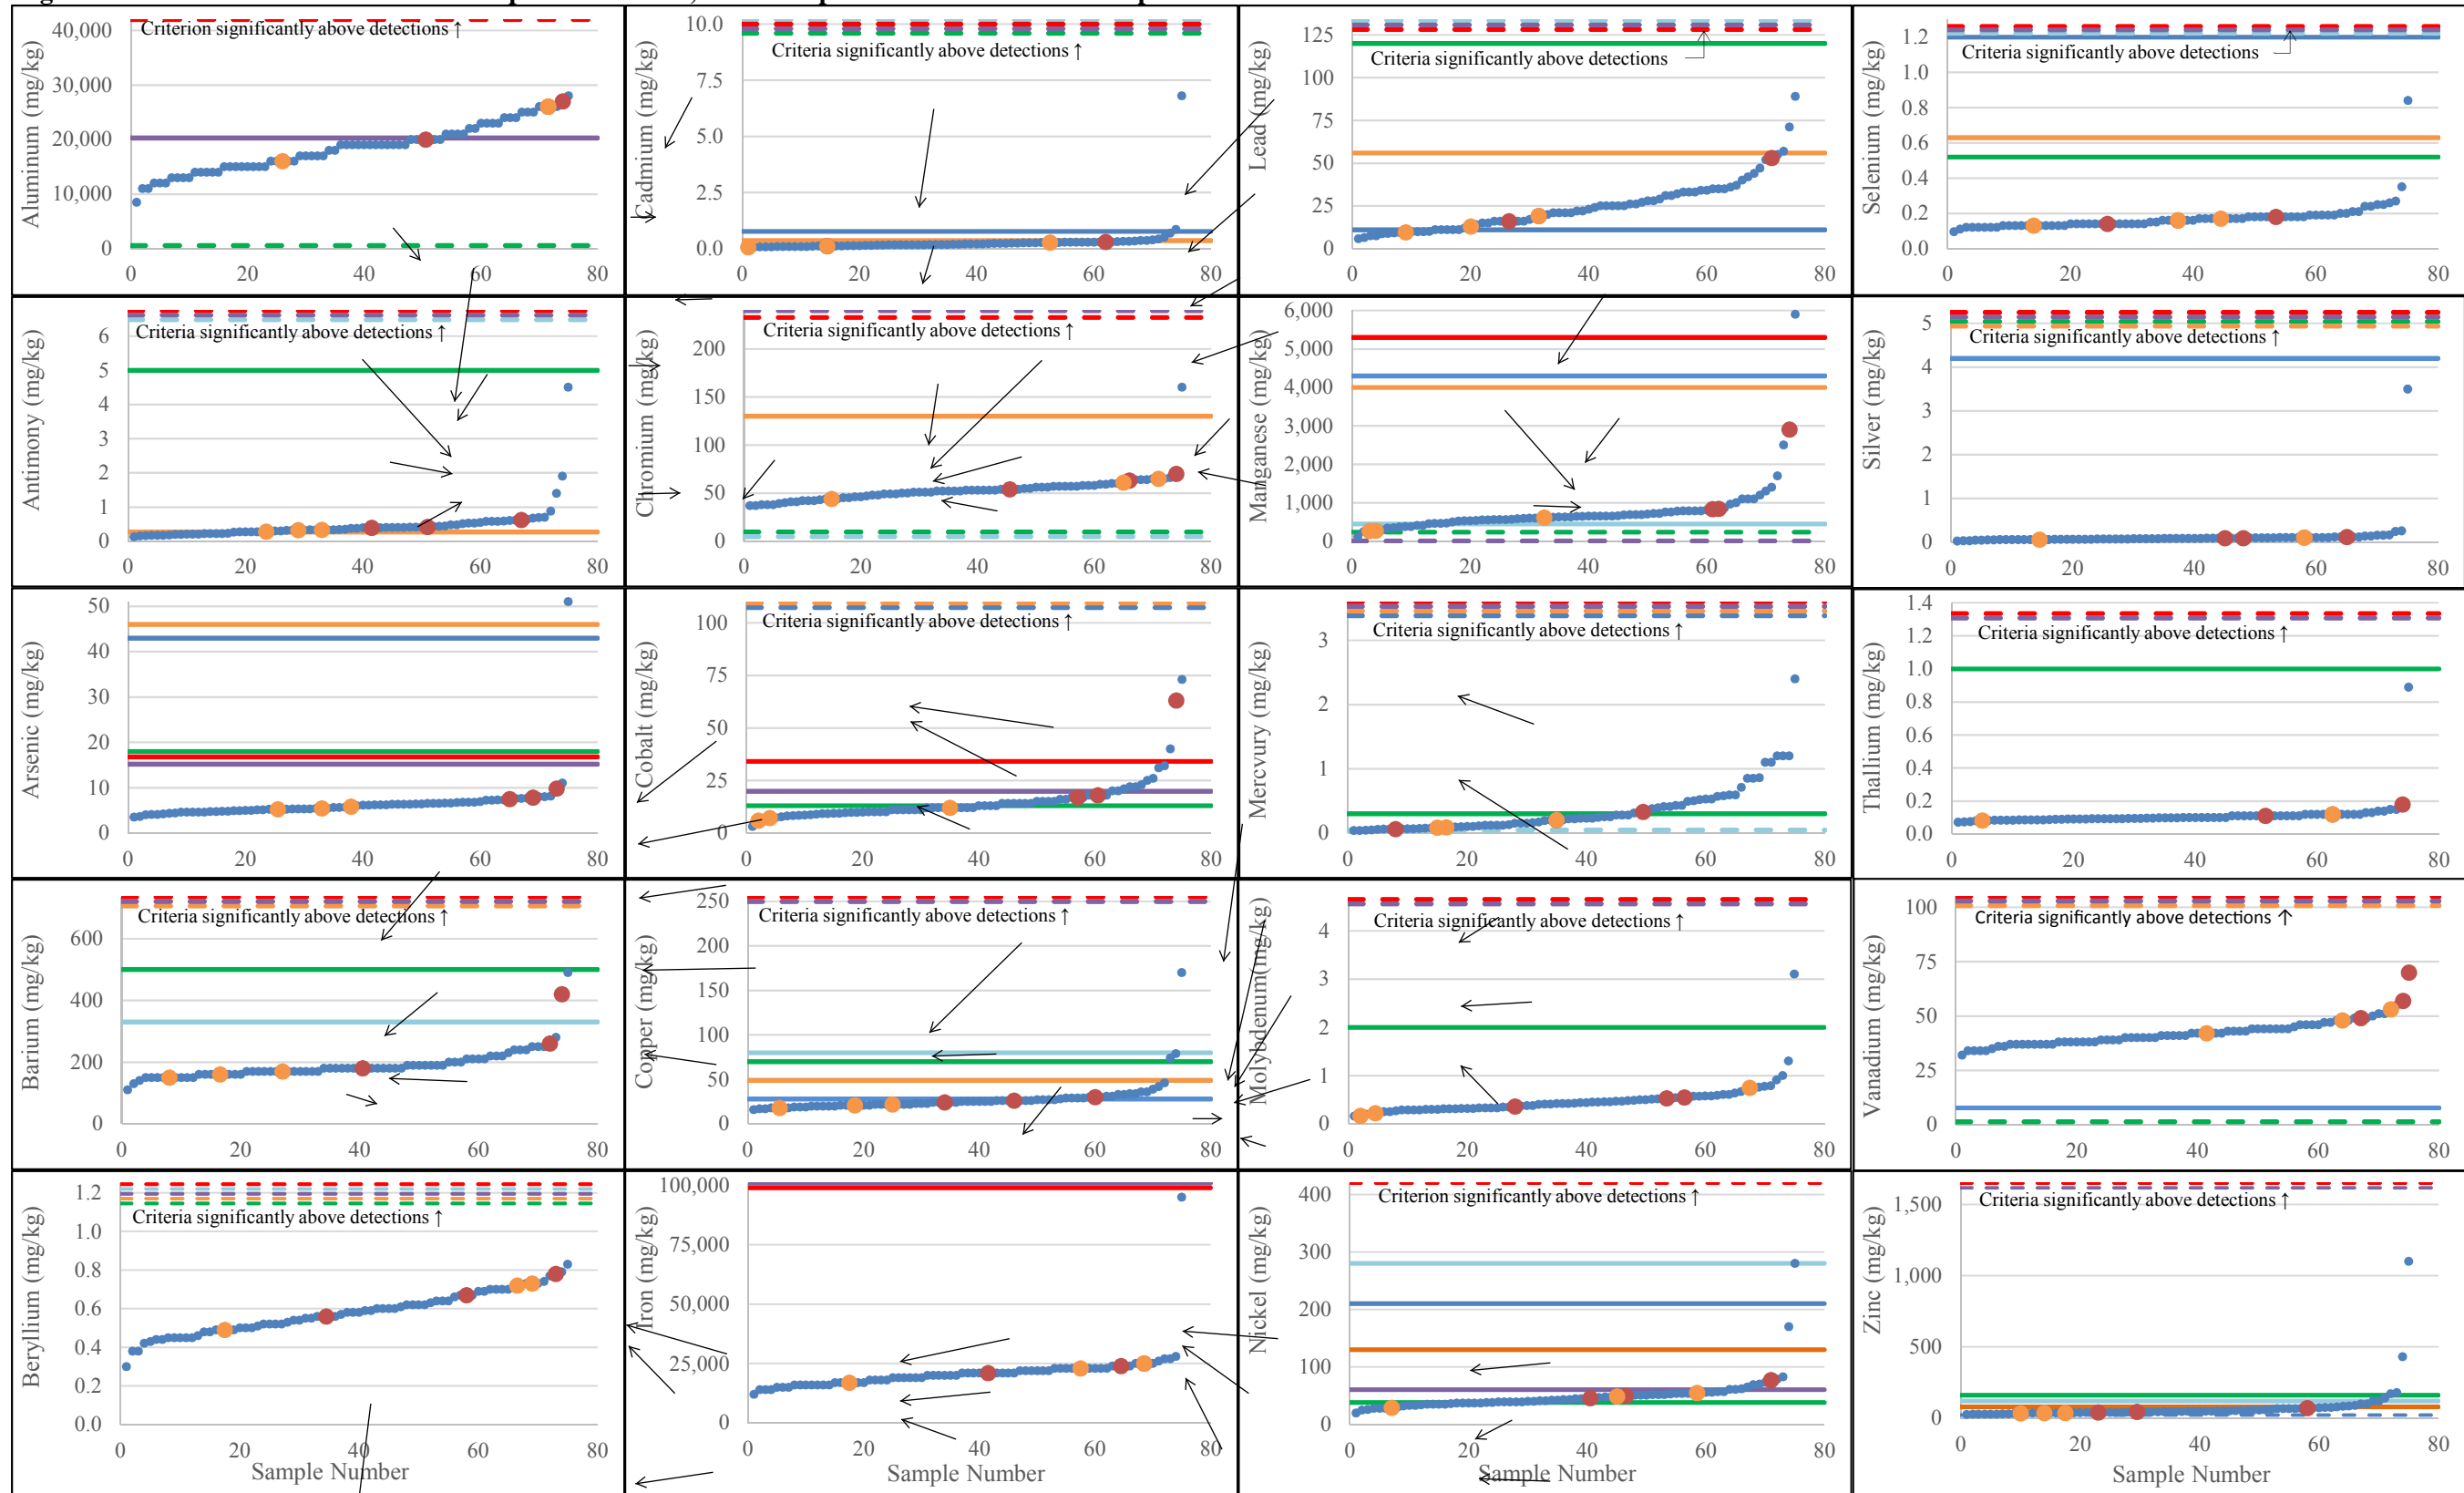 Aluminum (mg/kg)
Criterion significantly above detections ↑
40,000
30,000
20,000
10,000
0
0 20 40 60 80
Cadmium (mg/kg)
Criteria significantly above detections ↑
10.0
7.5
5.0
2.5
0.0
0 20 40 60 80
Lead (mg/kg)
Criteria significantly above detections
125
100
75
50
25
0
0 20 40 60 80
Selenium (mg/kg)
Criteria significantly above detections
1.2
1.0
0.8
0.6
0.4
0.2
0.0
0 20 40 60 80
Antimony (mg/kg)
Criteria significantly above detections ↑
6
5
4
3
2
1
0
0 20 40 60 80
Chromium (mg/kg)
Criteria significantly above detections ↑
200
150
100
50
0
0 20 40 60 80
Manganese (mg/kg)
6,000
5,000
4,000
3,000
2,000
1,000
0
0 20 40 60 80
Silver (mg/kg)
Criteria significantly above detections ↑
5
4
3
2
1
0
0 20 40 60 80
Arsenic (mg/kg)
50
40
30
20
10
0
0 20 40 60 80
Cobalt (mg/kg)
Criteria significantly above detections ↑
100
75
50
25
0
0 20 40 60 80
Mercvury (mg/kg)
Criteria significantly above detections ↑
3
2
1
0
0 20 40 60 80
Thallium (mg/kg)
Criteria significantly above detections ↑
1.4
1.2
1.0
0.8
0.6
0.4
0.2
0.0
0 20 40 60 80
Barium (mg/kg)
Criteria significantly above detections ↑
600
400
200
0
0 20 40 60 80
Copper (mg/kg)
Criteria significantly above detections ↑
250
200
150
100
50
0
0 20 40 60 80
Molybdenum(mg/kg)
Criteria significantly above detections ↑
4
3
2
1
0
0 20 40 60 80
Vanadium (mg/kg)
Criteria significantly above detections ↑
100
75
50
25
0
0 20 40 60 80
Beryllium (mg/kg)
Criteria significantly above detections ↑
1.2
1.0
0.8
0.6
0.4
0.2
0.0
0 20 40 60 80
Sample Number
Iron (mg/kg)
100,000
75,000
50,000
25,000
0
0 20 40 60 80
Sample Number
Nickel (mg/kg)
Criterion significantly above detections ↑
400
300
200
100
0
0 20 40 60 80
Sample Number
Zinc (mg/kg)
Criteria significantly above detections ↑
1,500
1,000
500
0
0 20 40 60 80
Sample Number